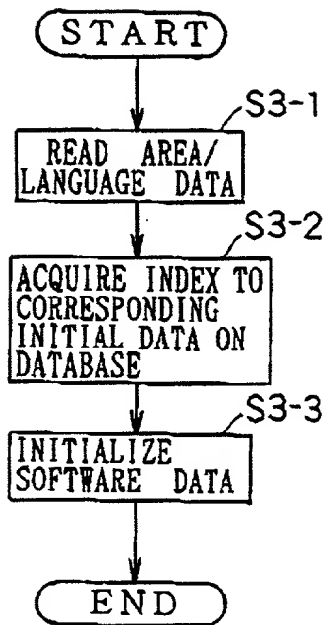 START
S3-1
READ AREA/
LANGUAGE DATA
S3-2
ACQUIRE INDEX TO
CORRESPONDING
INITIAL DATA ON
DATABASE
S3-3
INITIALIZE
SOFTWARE DATA
END